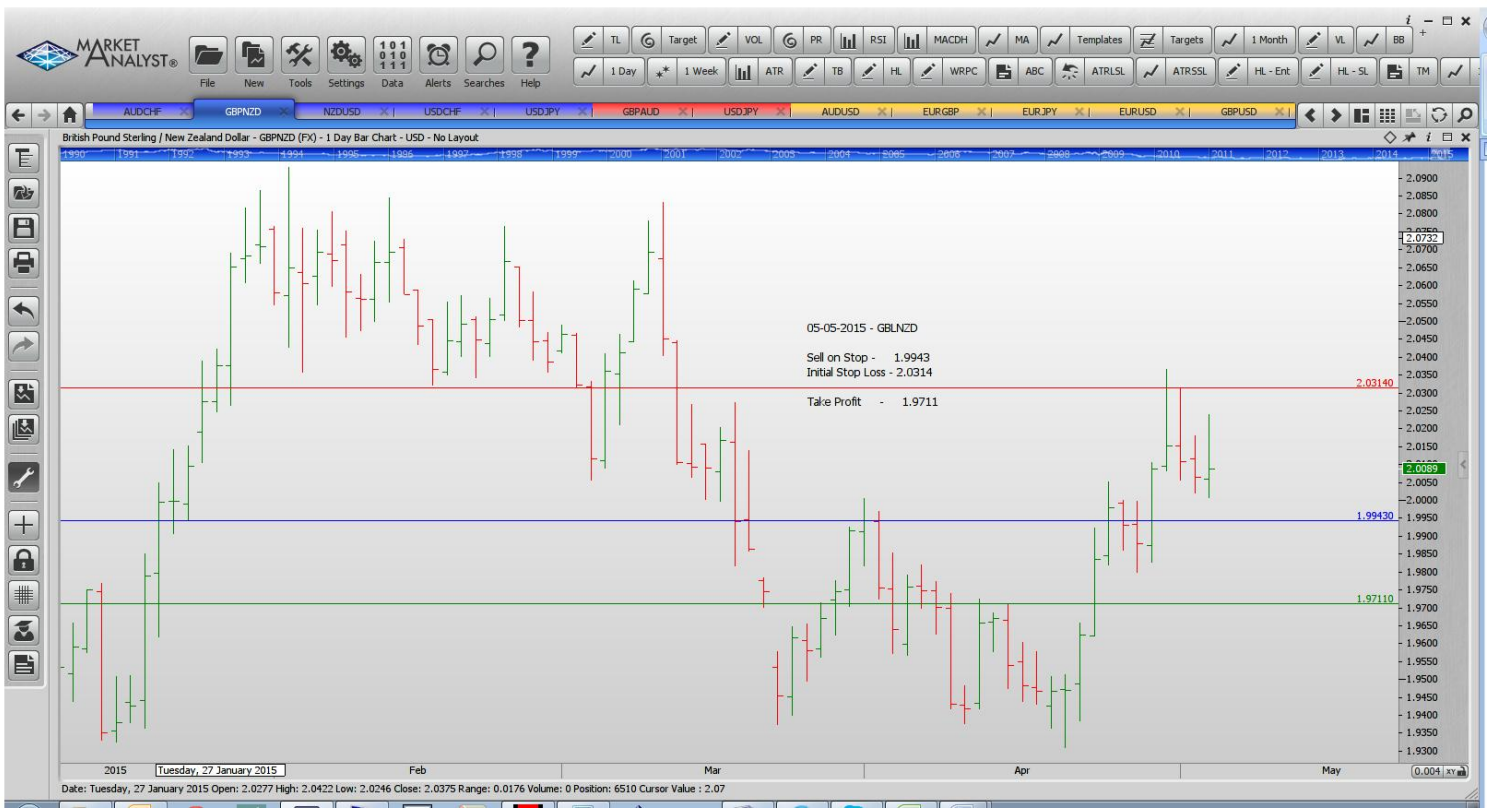 MARKET
ANALYST®
File New Tools Settings Data Alerts Searches Help
TL Target VOL PR RSI MACDH MA Templates Targets 1 Month VL BB
1 Day 1 Week ATR TB HL WRPC ABC ATRLSL ATRSSL HL - Ent HL - SL TM
AUDCHF GBPNZD NZDUSD USDCHF USDJPY GBPAUD USDJPY AUDUSD EURGBP EURJPY EURUSD GBPUSD
British Pound Sterling / New Zealand Dollar - GBPNZD (FX) - 1 Day Bar Chart - USD - No Layout
1990 1991 1992 1993 1994 1995 1996 1997 1998 1999 2000 2001 2002 2003 2004 2005 2006 2007 2008 2009 2010 2011 2012 2013 2014 2015
2.0900
2.0850
2.0800
2.0732
2.0700
2.0650
2.0600
2.0550
2.0500
2.0450
2.0400
2.0350
2.0300
2.0250
2.0200
2.0150
2.0089
2.0050
2.0000
1.9950
1.9900
1.9850
1.9800
1.9750
1.9700
1.9650
1.9600
1.9550
1.9500
1.9450
1.9400
1.9350
1.9300
05-05-2015 - GBLNZD
Sell on Stop - 1.9943
Initial Stop Loss - 2.0314
Take Profit - 1.9711
2.03140
1.99430
1.97110
2015 Tuesday, 27 January 2015 Feb Mar Apr May 0.004 XY
Date: Tuesday, 27 January 2015 Open: 2.0277 High: 2.0422 Low: 2.0246 Close: 2.0375 Range: 0.0176 Volume: 0 Position: 6510 Cursor Value : 2.07